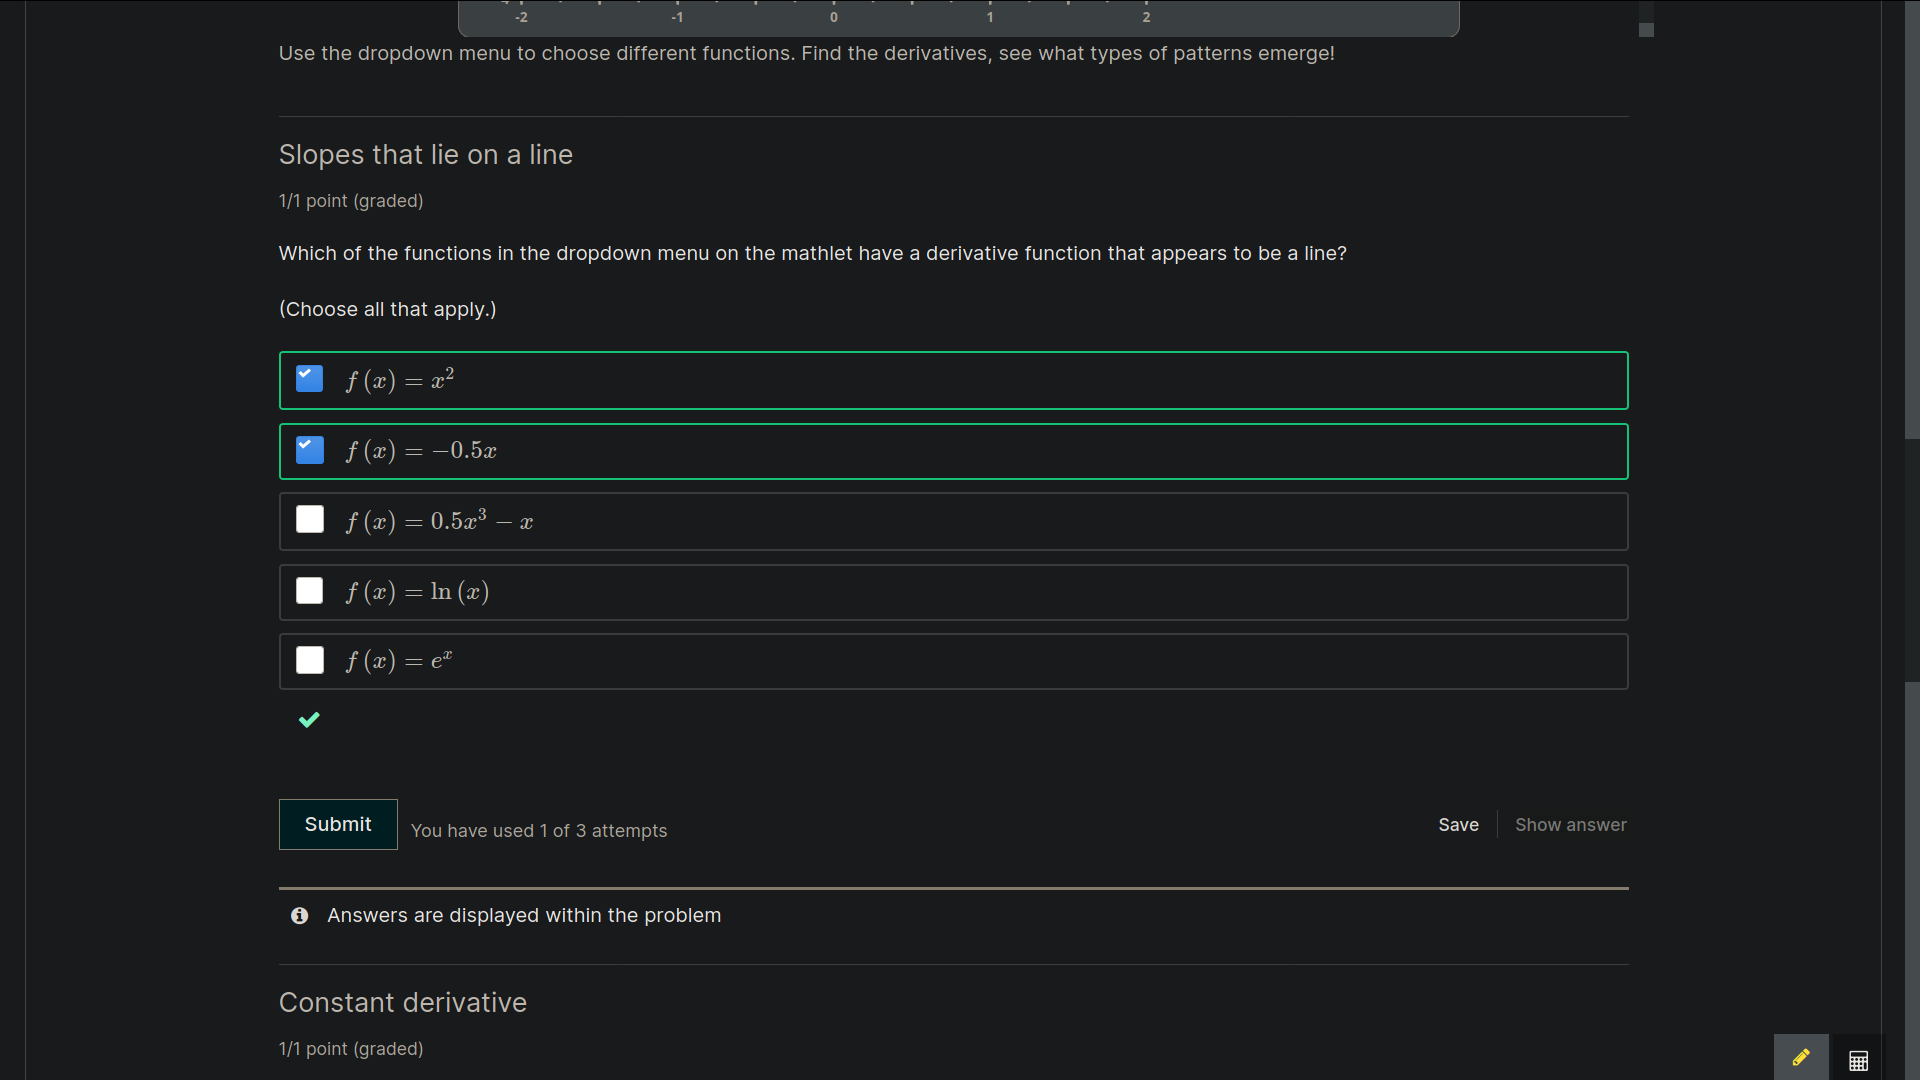 -2 -1 0 1 2
Use the dropdown menu to choose different functions. Find the derivatives, see what types of patterns emerge!
Slopes that lie on a line
1/1 point (graded)
Which of the functions in the dropdown menu on the mathlet have a derivative function that appears to be a line?
(Choose all that apply.)
f (x) = x²
f (x) = −0.5x
f (x) = 0.5x³ − x
f (x) = ln (x)
f (x) = eˣ
Submit You have used 1 of 3 attempts Save Show answer
Answers are displayed within the problem
Constant derivative
1/1 point (graded)